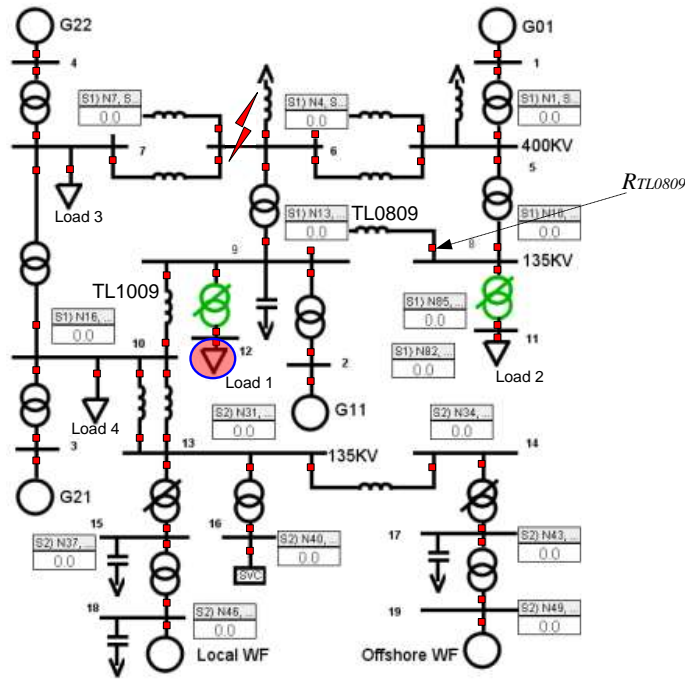 G22
G01
4
1
S1) N7, S...
0.0
S1) N4, S...
0.0
S1) N1, S...
0.0
7
6
400KV
5
RTL0809
Load 3
S1) N13, ...
0.0
TL0809
S1) N18, ...
0.0
9
8
135KV
TL1009
S1) N85, ...
0.0
S1) N16, ...
0.0
10
12
11
S1) N82, ...
0.0
Load 1
2
Load 2
Load 4
S2) N31, ...
0.0
S2) N34, ...
0.0
G11
3
13
135KV
14
G21
15
16
17
S2) N37, ...
0.0
S2) N40, ...
0.0
S2) N43, ...
0.0
SVC
18
S2) N46, ...
0.0
19
S2) N49, ...
0.0
Local WF
Offshore WF